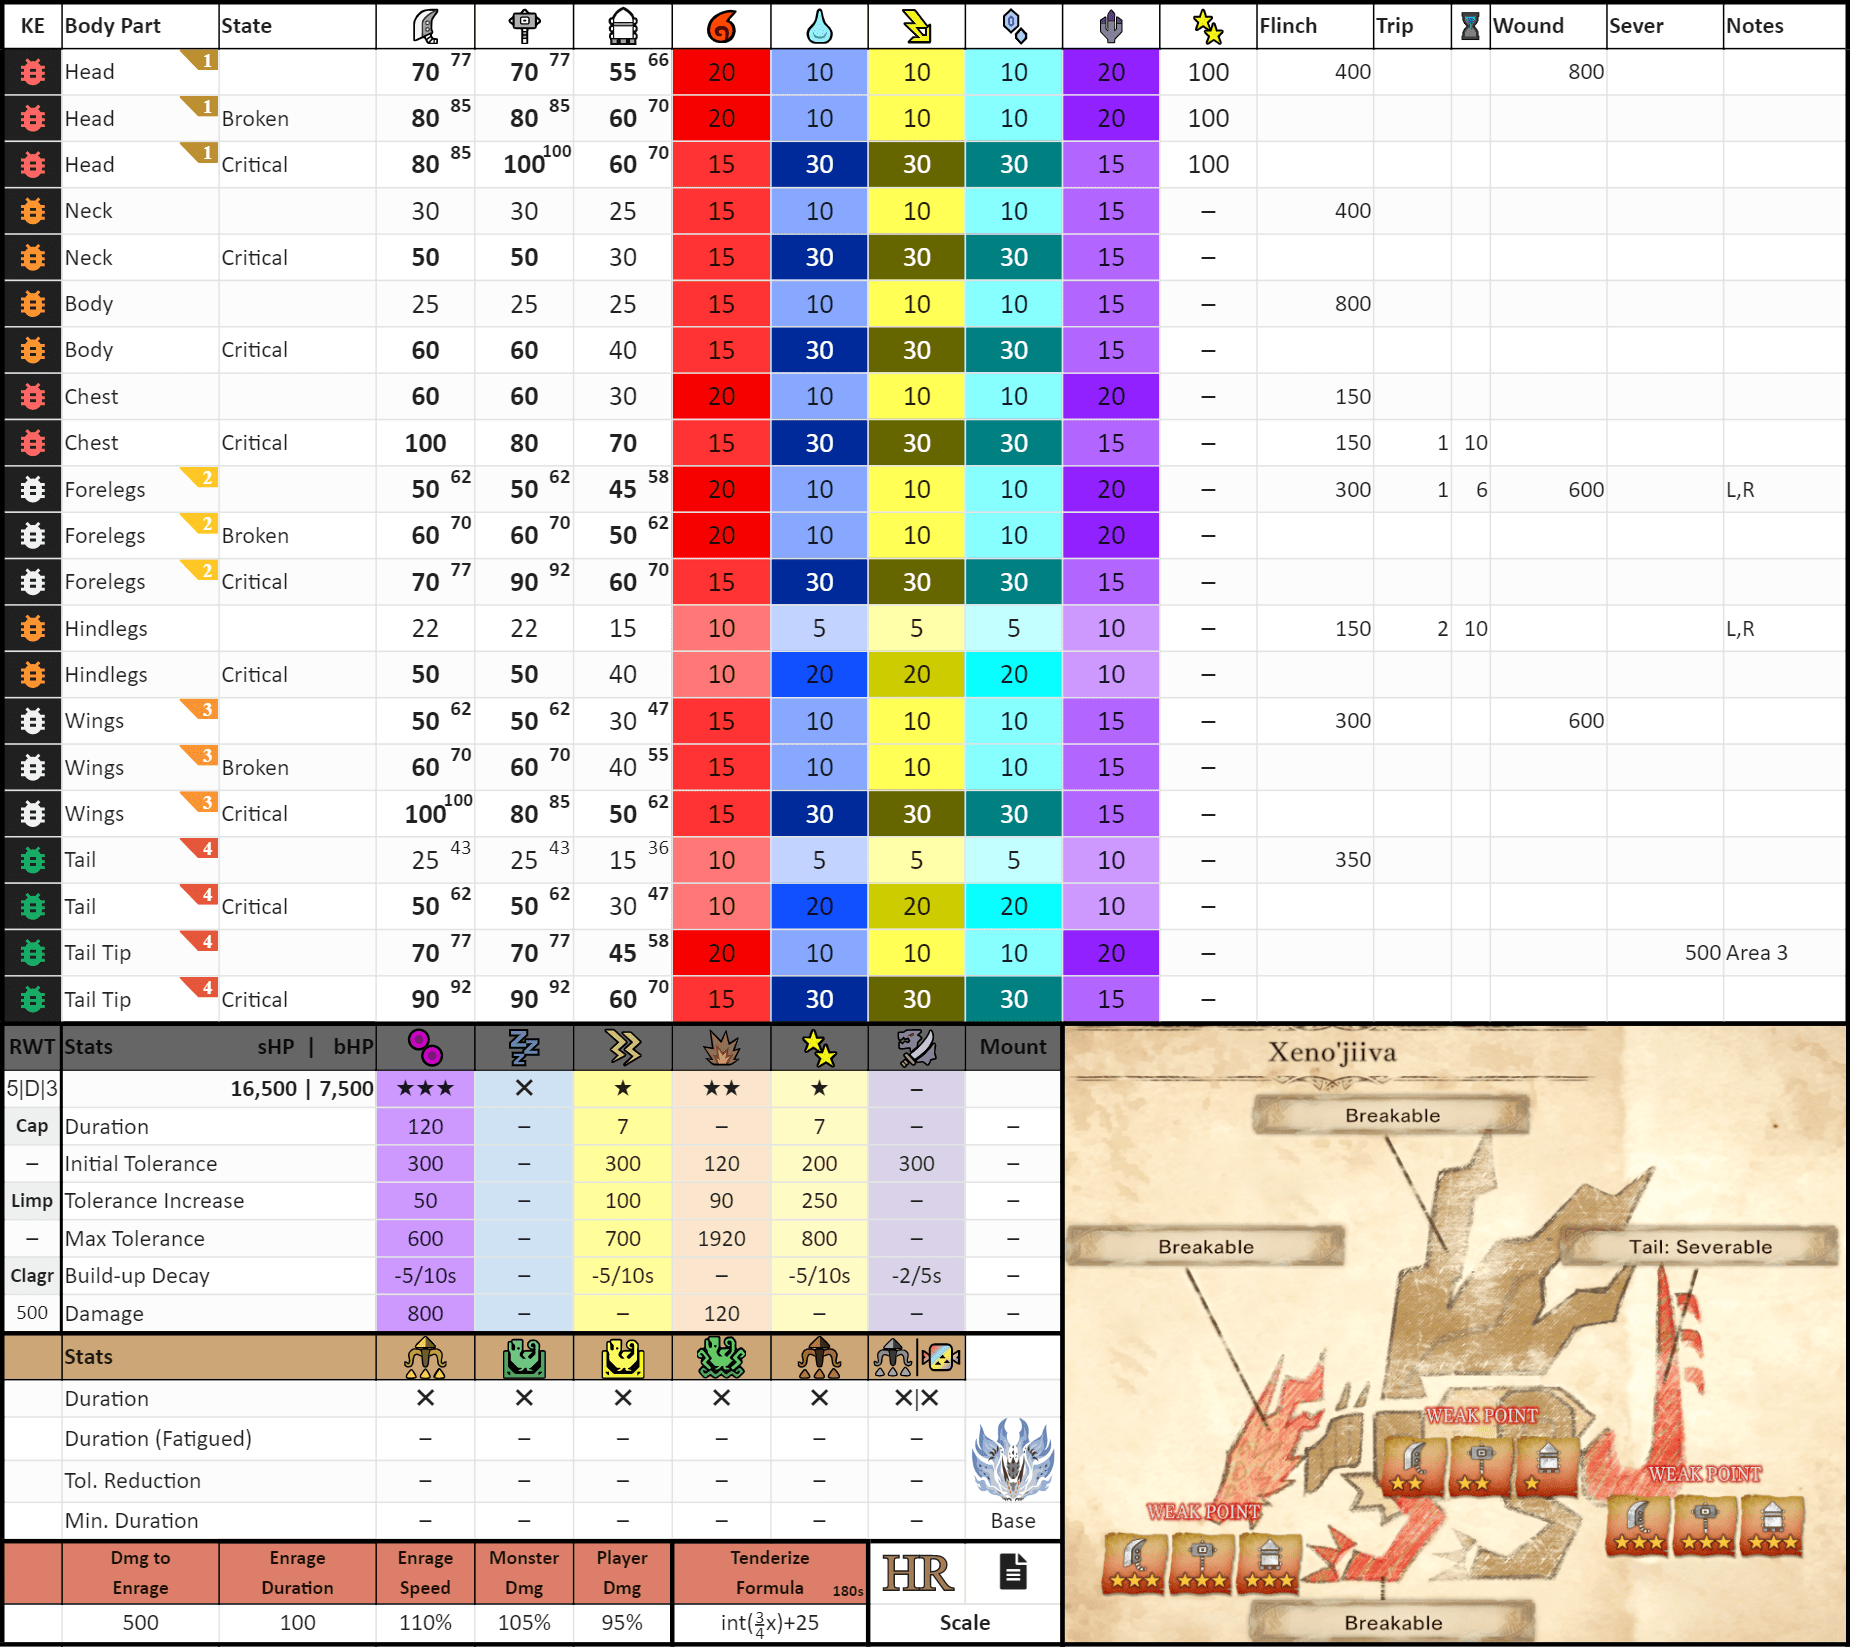 KE Body Part State Flinch Trip Wound Sever Notes
Head 1 70 77 70 77 55 66 20 10 10 10 20 100 400 800
Head 1 Broken 80 85 80 85 60 70 20 10 10 10 20 100
Head 1 Critical 80 85 100 100 60 70 15 30 30 30 15 100
Neck 30 30 25 15 10 10 10 15 – 400
Neck Critical 50 50 30 15 30 30 30 15 –
Body 25 25 25 15 10 10 10 15 – 800
Body Critical 60 60 40 15 30 30 30 15 –
Chest 60 60 30 20 10 10 10 20 – 150
Chest Critical 100 80 70 15 30 30 30 15 – 150 1 10
Forelegs 2 50 62 50 62 45 58 20 10 10 10 20 – 300 1 6 600 L,R
Forelegs 2 Broken 60 70 60 70 50 62 20 10 10 10 20 –
Forelegs 2 Critical 70 77 90 92 60 70 15 30 30 30 15 –
Hindlegs 22 22 15 10 5 5 5 10 – 150 2 10 L,R
Hindlegs Critical 50 50 40 10 20 20 20 10 –
Wings 3 50 62 50 62 30 47 15 10 10 10 15 – 300 600
Wings 3 Broken 60 70 60 70 40 55 15 10 10 10 15 –
Wings 3 Critical 100 100 80 85 50 62 15 30 30 30 15 –
Tail 4 25 43 25 43 15 36 10 5 5 5 10 – 350
Tail 4 Critical 50 62 50 62 30 47 10 20 20 20 10 –
Tail Tip 4 70 77 70 77 45 58 20 10 10 10 20 – 500 Area 3
Tail Tip 4 Critical 90 92 90 92 60 70 15 30 30 30 15 –
RWT Stats sHP | bHP Mount
5|D|3 16,500 | 7,500 ★★★ ✕ ★ ★★ ★ –
Cap Duration 120 – 7 – 7 – –
– Initial Tolerance 300 – 300 120 200 300 –
Limp Tolerance Increase 50 – 100 90 250 – –
– Max Tolerance 600 – 700 1920 800 – –
Clagr Build-up Decay -5/10s – -5/10s – -5/10s -2/5s –
500 Damage 800 – – 120 – – –
Stats
Duration ✕ ✕ ✕ ✕ ✕ ✕|✕
Duration (Fatigued) – – – – – –
Tol. Reduction – – – – – –
Min. Duration – – – – – – Base
Dmg to Enrage Enrage Duration Enrage Speed Monster Dmg Player Dmg Tenderize Formula 180s HR
500 100 110% 105% 95% int(3/4x)+25 Scale
Xeno'jiiva
Breakable
Breakable
Tail: Severable
WEAK POINT
WEAK POINT
WEAK POINT
Breakable